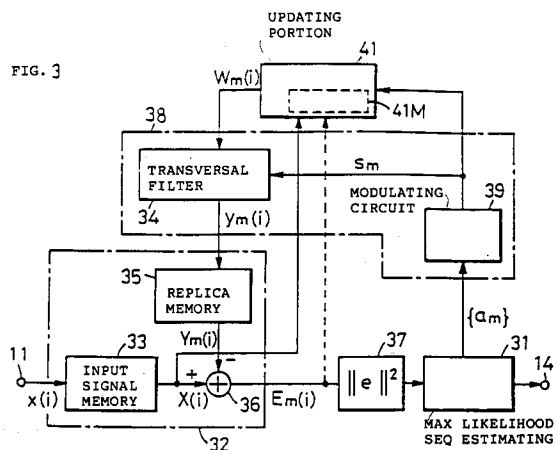 UPDATING
PORTION
41
FIG. 3
Wm(i)
41M
38
TRANSVERSAL
FILTER
34
sm
MODULATING
CIRCUIT
39
ym(i)
35
REPLICA
MEMORY
33
INPUT
SIGNAL
MEMORY
Ym(i)
{am}
37
31
11
x(i)
+
X(i)
−
36
Em(i)
‖e‖²
14
32
MAX LIKELIHOOD
SEQ ESTIMATING